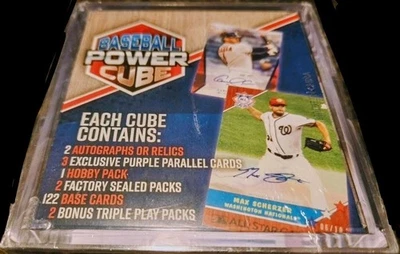 BASEBALL
POWER
CUBE
EACH CUBE
CONTAINS:
2 AUTOGRAPHS OR RELICS
3 EXCLUSIVE PURPLE PARALLEL CARDS
1 HOBBY PACK
2 FACTORY SEALED PACKS
122 BASE CARDS
2 BONUS TRIPLE PLAY PACKS
MAX SCHERZER
WASHINGTON NATIONALS